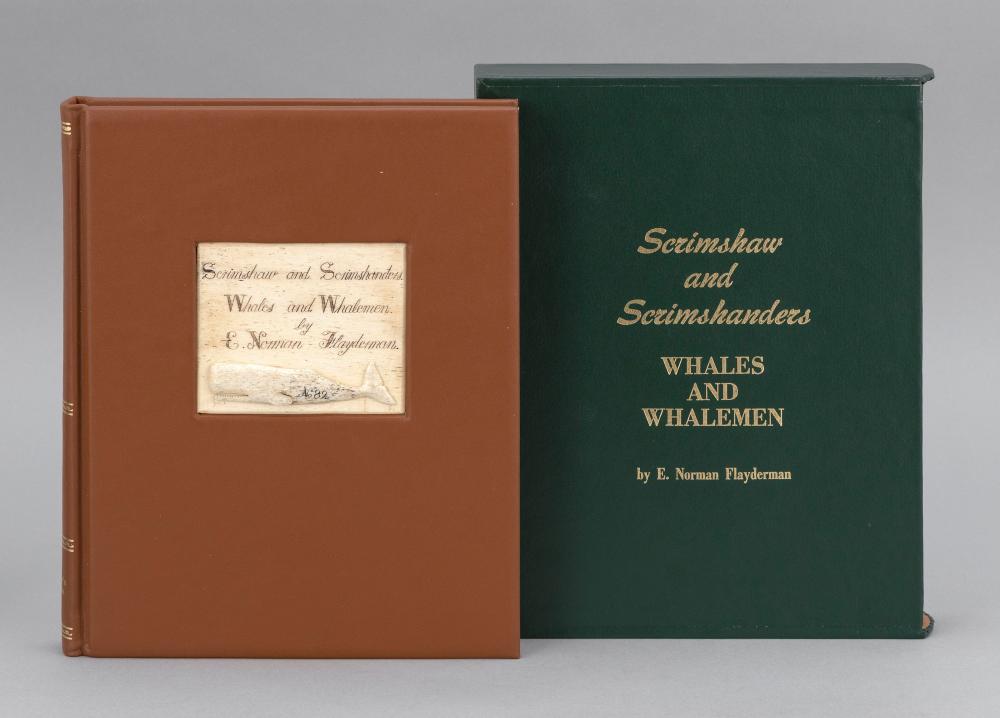 Scrimshaw and Scrimshanders.
Whales and Whalemen.
by
E. Norman Flayderman.
No 82
Scrimshaw
and
Scrimshanders
WHALES
AND
WHALEMEN
by E. Norman Flayderman